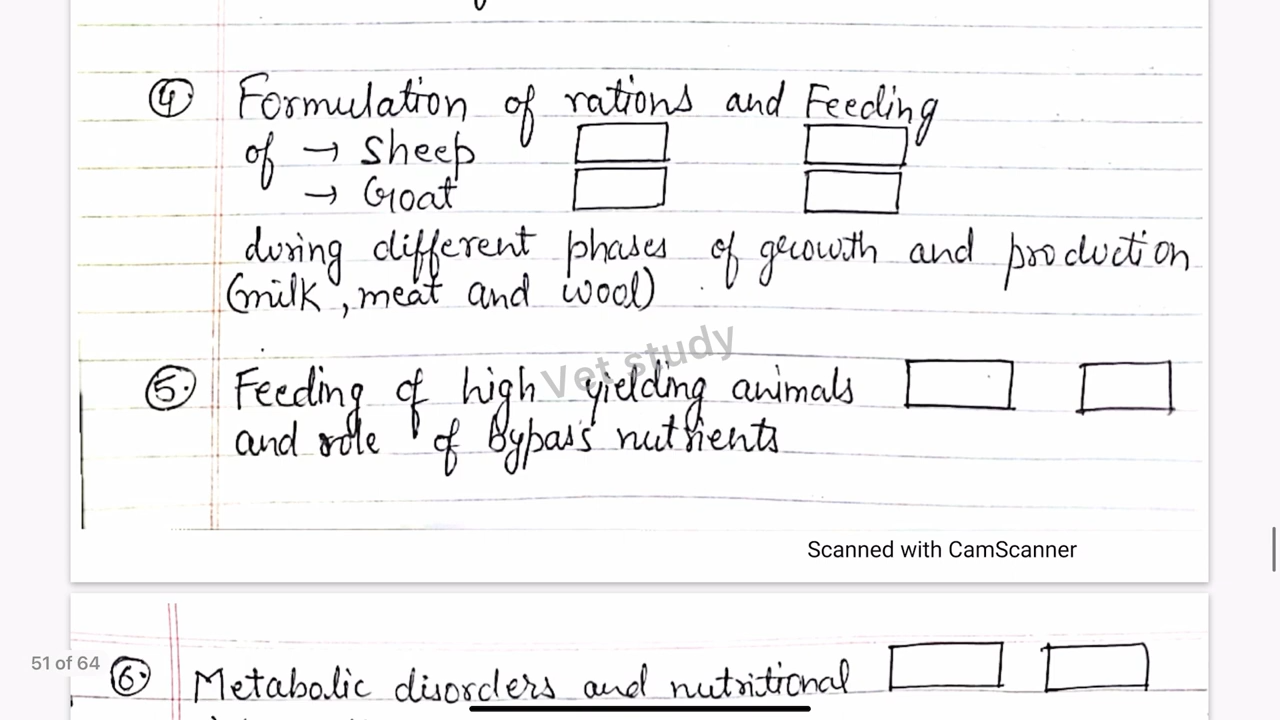 ④ Formulation of rations and Feeding
of → Sheep
→ Goat
during different phases of growth and production
(milk, meat and wool)
Vet study
⑤ Feeding of high yielding animals
and role of Bypass nutrients
Scanned with CamScanner
51 of 64
⑥ Metabolic disorders and nutritional